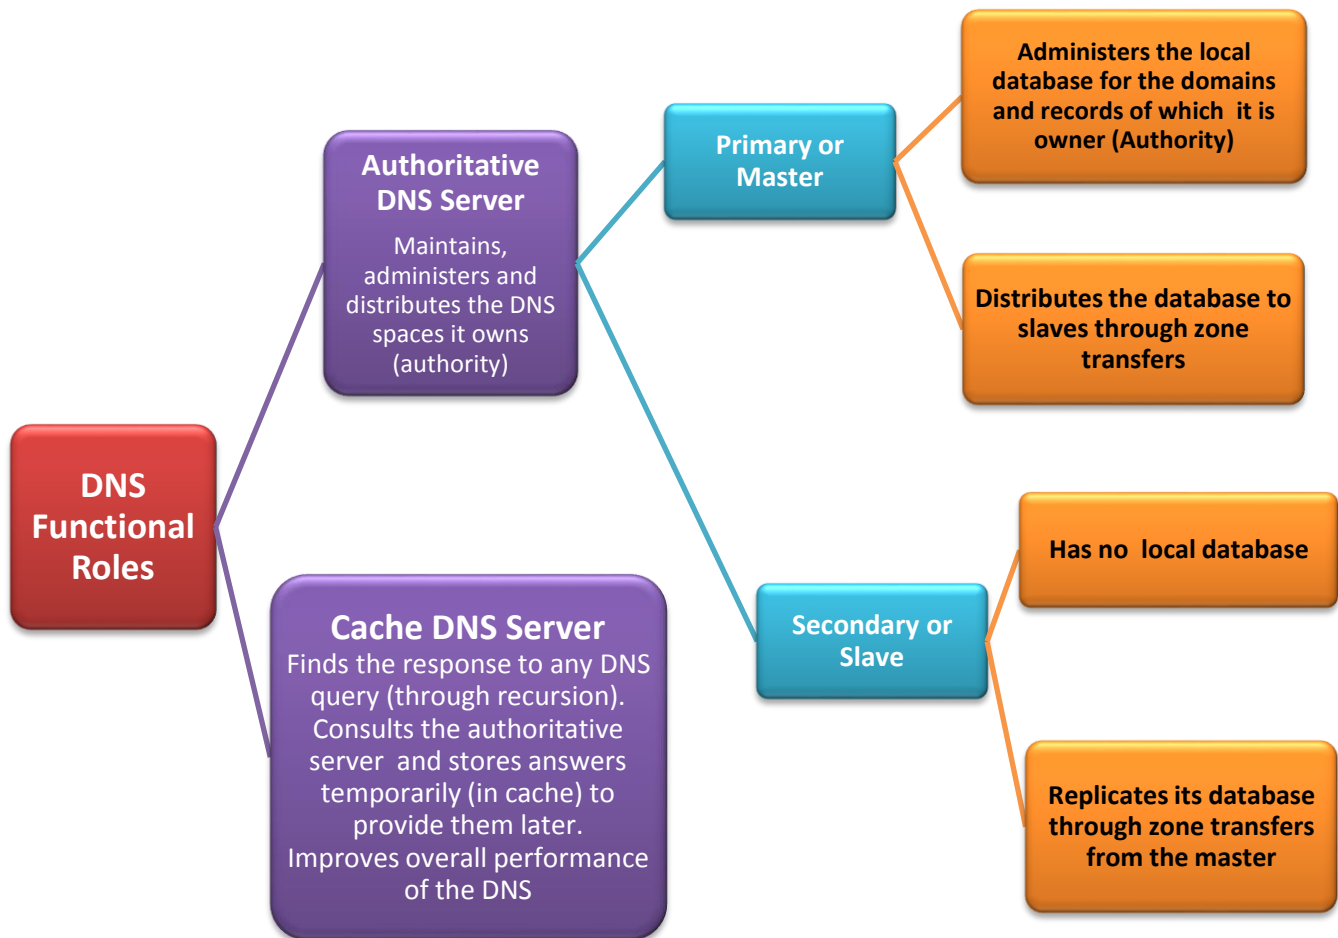 DNS
Functional
Roles
Authoritative
DNS Server
Maintains,
administers and
distributes the DNS
spaces it owns
(authority)
Cache DNS Server
Finds the response to any DNS
query (through recursion).
Consults the authoritative
server and stores answers
temporarily (in cache) to
provide them later.
Improves overall performance
of the DNS
Primary or
Master
Secondary or
Slave
Administers the local
database for the domains
and records of which it is
owner (Authority)
Distributes the database to
slaves through zone
transfers
Has no local database
Replicates its database
through zone transfers
from the master